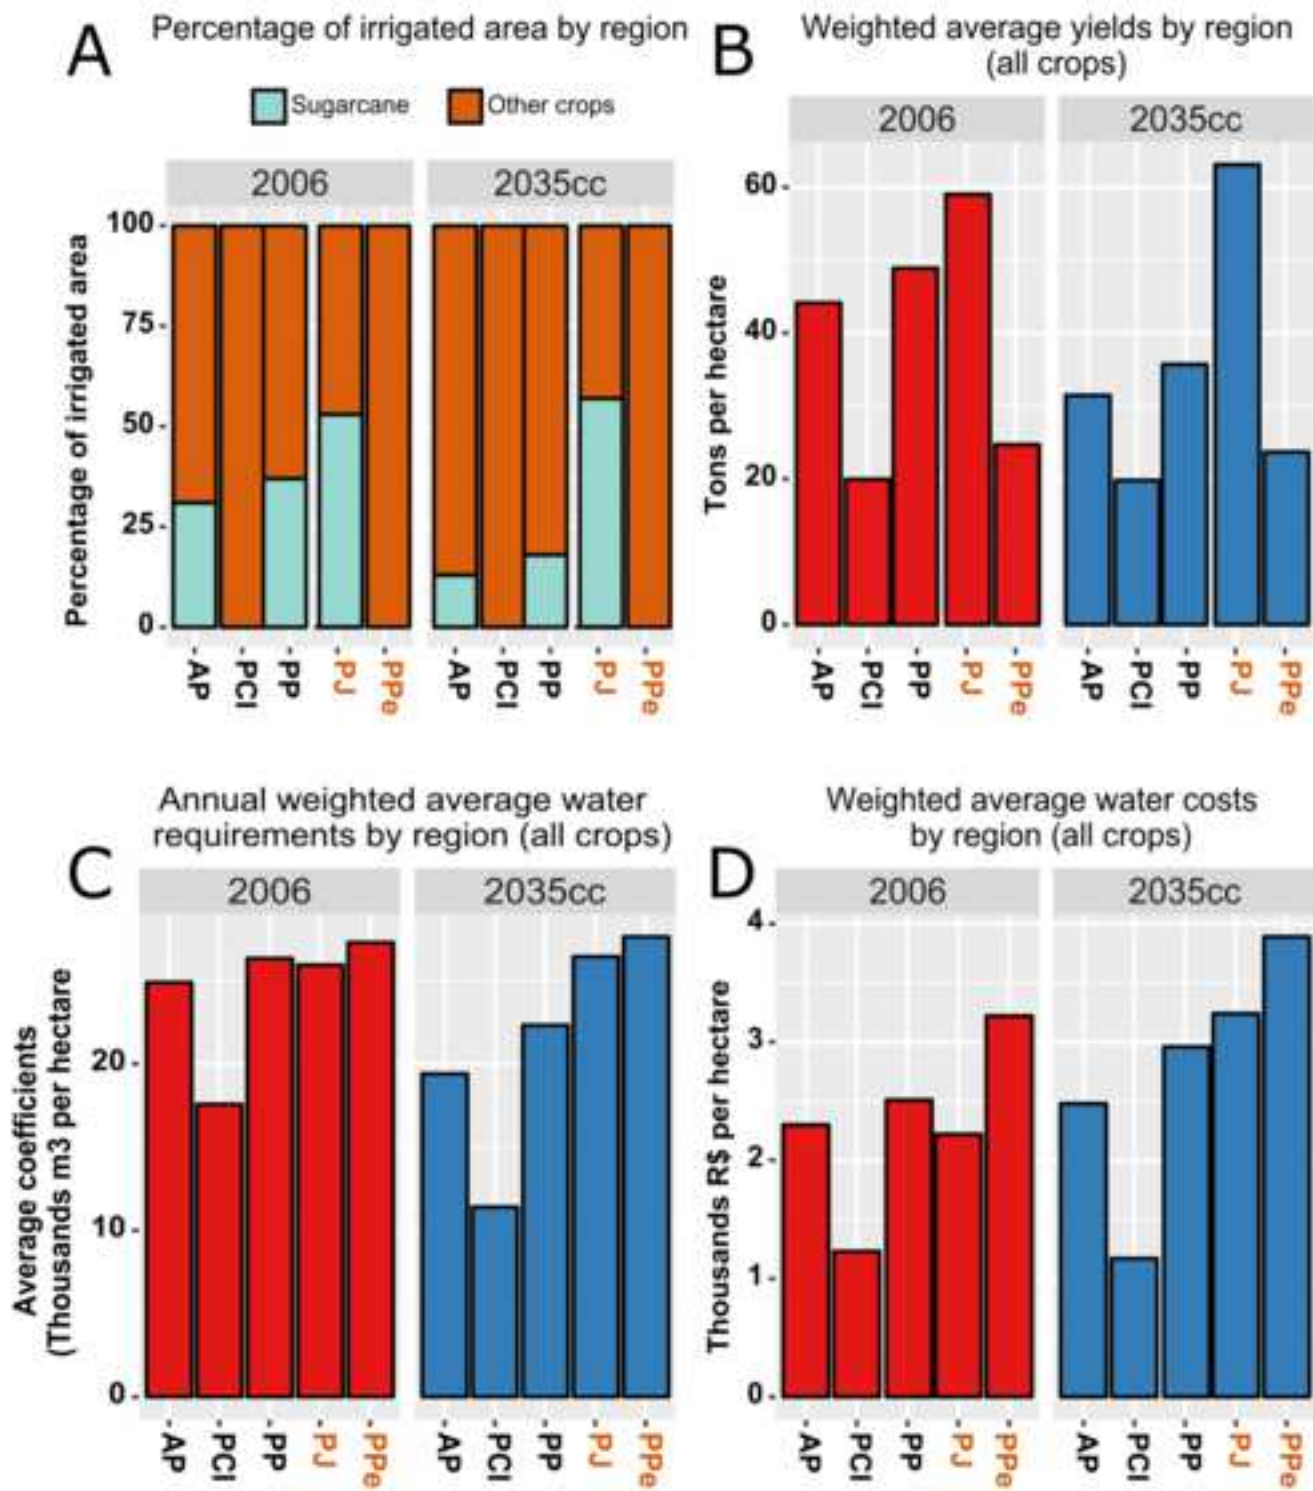 A
Percentage of irrigated area by region
Sugarcane
Other crops
2006
2035cc
Percentage of irrigated area
100
75
50
25
0
AP
PCI
PP
PJ
PPe
AP
PCI
PP
PJ
PPe
B
Weighted average yields by region
(all crops)
2006
2035cc
Tons per hectare
60
40
20
0
AP
PCI
PP
PJ
PPe
AP
PCI
PP
PJ
PPe
C
Annual weighted average water
requirements by region (all crops)
2006
2035cc
Average coefficients
(Thousands m3 per hectare
20
10
0
AP
PCI
PP
PJ
PPe
AP
PCI
PP
PJ
PPe
D
Weighted average water costs
by region (all crops)
2006
2035cc
Thousands R$ per hectare
4
3
2
1
0
AP
PCI
PP
PJ
PPe
AP
PCI
PP
PJ
PPe